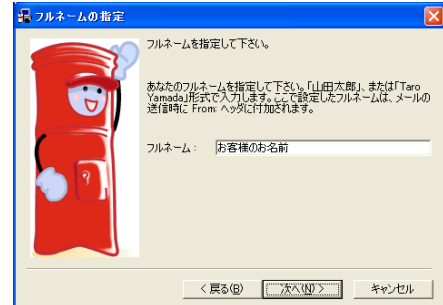 フルネームの指定
フルネームを指定して下さい。
あなたのフルネームを指定して下さい。「山田太郎」、または「Taro
Yamada」形式で入力します。ここで設定したフルネームは、メールの
送信時に From: ヘッダに付加されます。
フルネーム：
お客様のお名前
< 戻る(B)
次へ(N) >
キャンセル